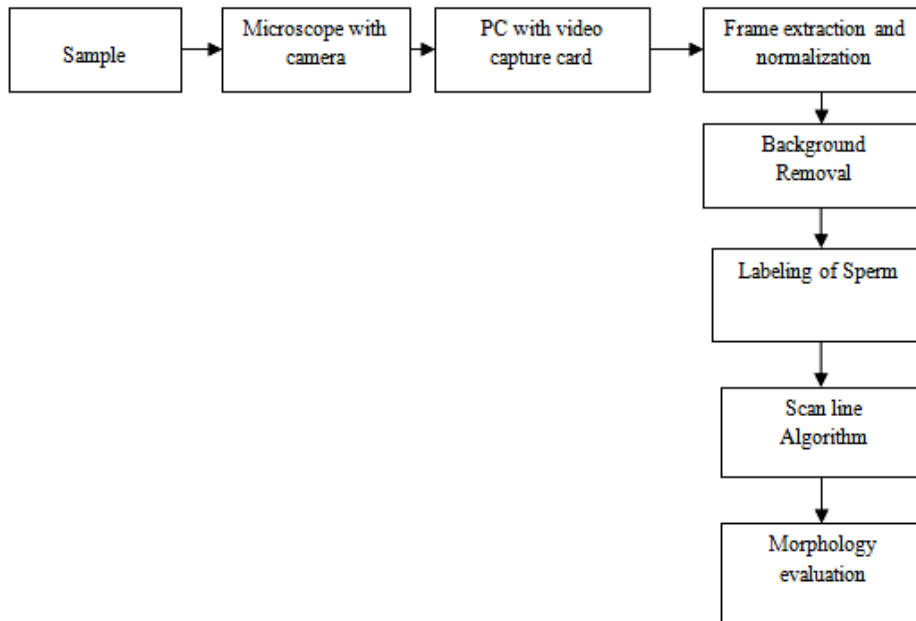 Sample
Microscope with
camera
PC with video
capture card
Frame extraction and
normalization
Background
Removal
Labeling of Sperm
Scan line
Algorithm
Morphology
evaluation